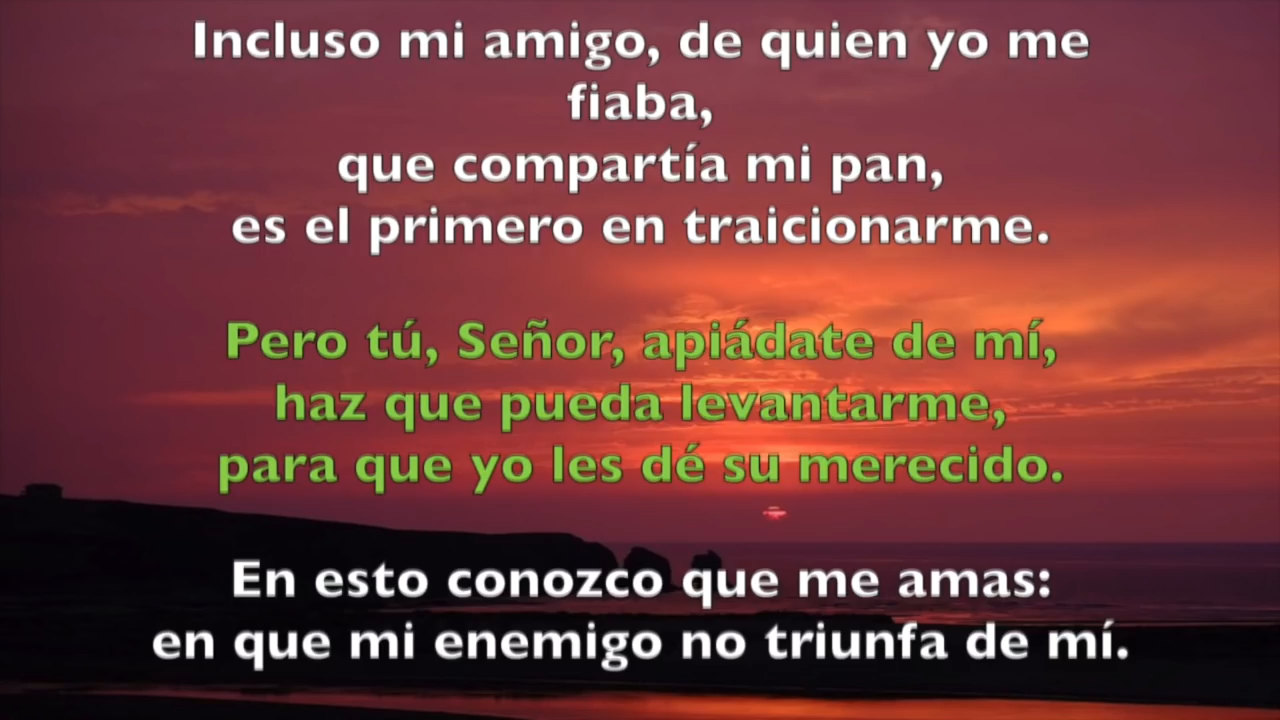 Incluso mi amigo, de quien yo me
fiaba,
que compartía mi pan,
es el primero en traicionarme.
Pero tú, Señor, apiádate de mí,
haz que pueda levantarme,
para que yo les dé su merecido.
En esto conozco que me amas:
en que mi enemigo no triunfa de mí.